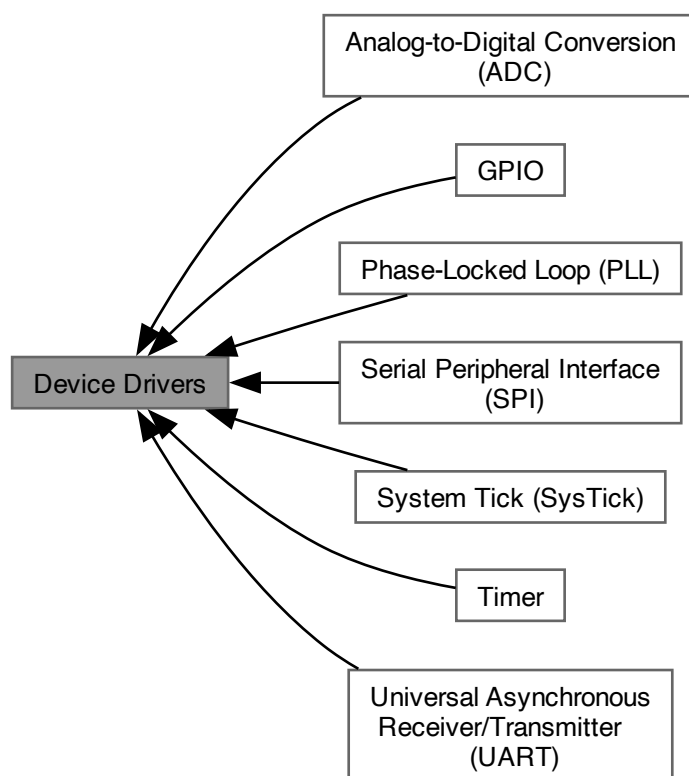 Analog-to-Digital Conversion
(ADC)
GPIO
Phase-Locked Loop (PLL)
Device Drivers
Serial Peripheral Interface
(SPI)
System Tick (SysTick)
Timer
Universal Asynchronous
Receiver/Transmitter
(UART)